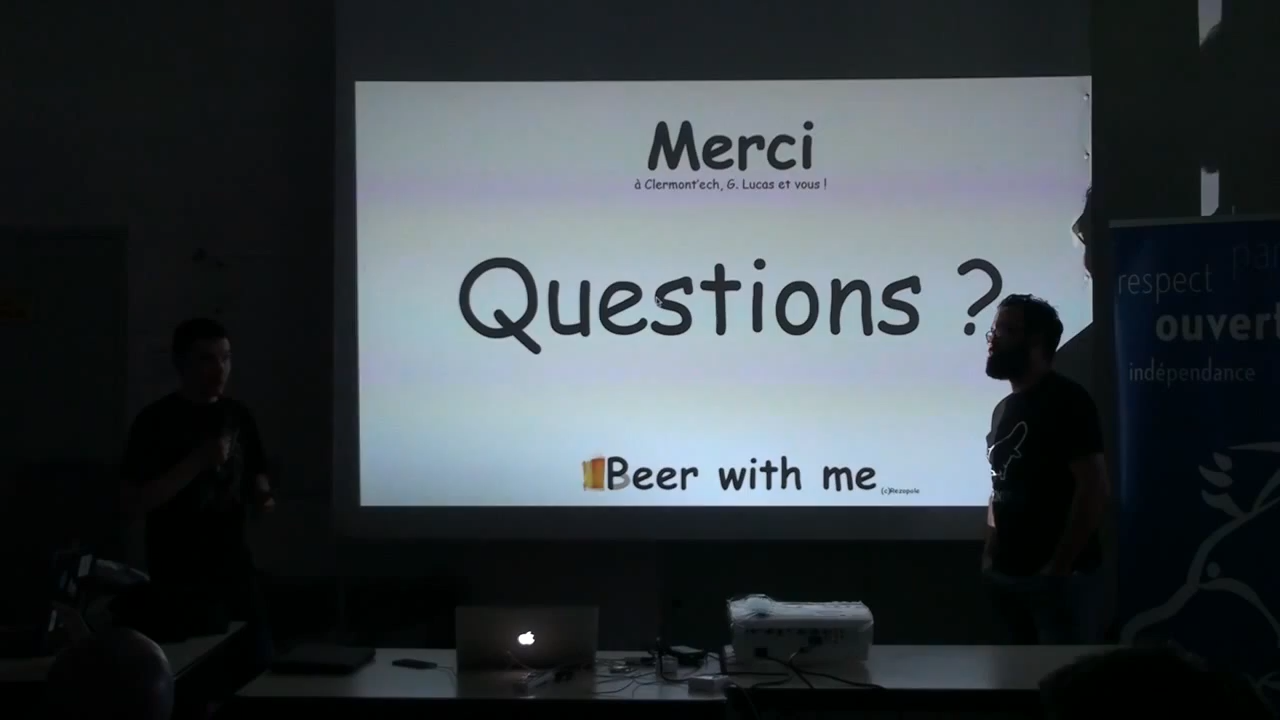 Merci
à Clermont'ech, G. Lucas et vous !
Questions ?
Beer with me
(c)Rezopole
respect
ouvert
indépendance